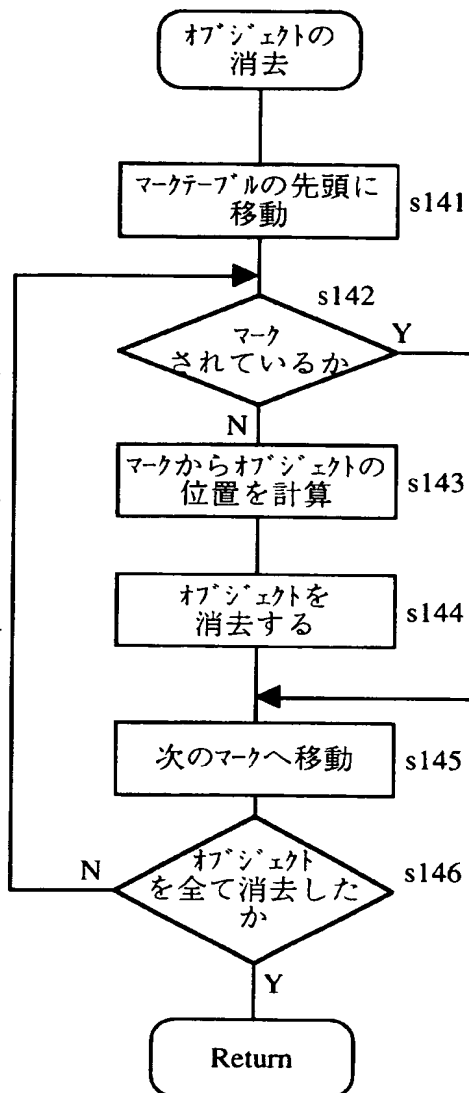 ｵﾌﾞｼﾞｪｸﾄの
消去
ﾏｰｸﾃｰﾌﾞﾙの先頭に
移動
s141
s142
ﾏｰｸ
されているか
Y
N
ﾏｰｸからｵﾌﾞｼﾞｪｸﾄの
位置を計算
s143
ｵﾌﾞｼﾞｪｸﾄを
消去する
s144
次のﾏｰｸへ移動
s145
ｵﾌﾞｼﾞｪｸﾄ
を全て消去した
か
s146
N
Y
Return